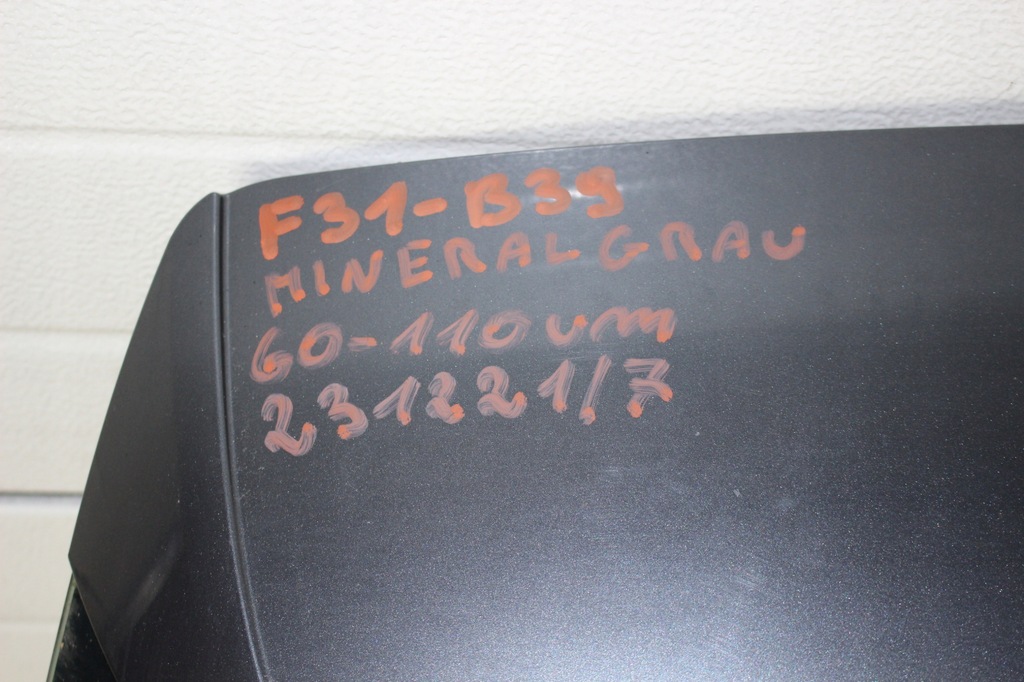 F31-B39
MINERALGRAU
60-110um
231221/7